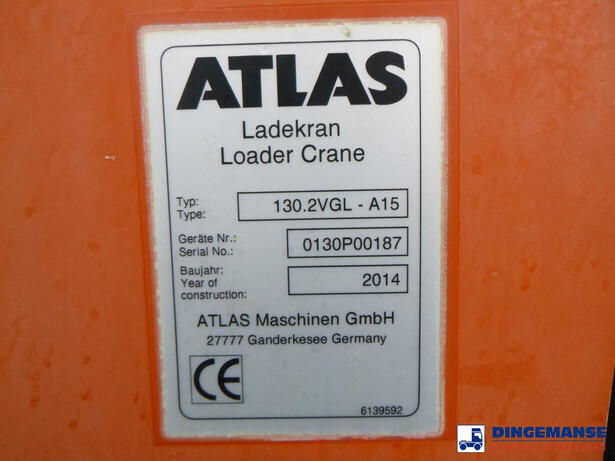 ATLAS
Ladekran
Loader Crane
Typ:
Type:
130.2VGL - A15
Geräte Nr.:
Serial No.:
0130P00187
Baujahr:
Year of
construction:
2014
ATLAS Maschinen GmbH
27777 Ganderkesee Germany
CE
6139592
DINGEMANSE